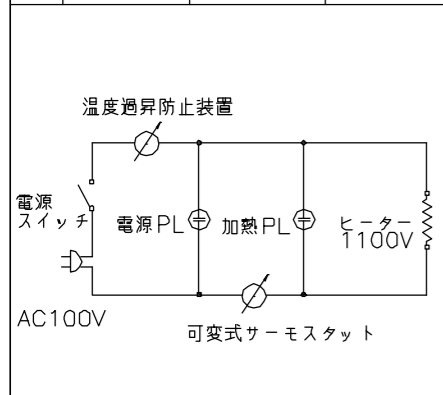 温度過昇防止装置
電源
スイッチ
電源PL
加熱PL
ヒーター
1100V
AC100V
可変式サーモスタット